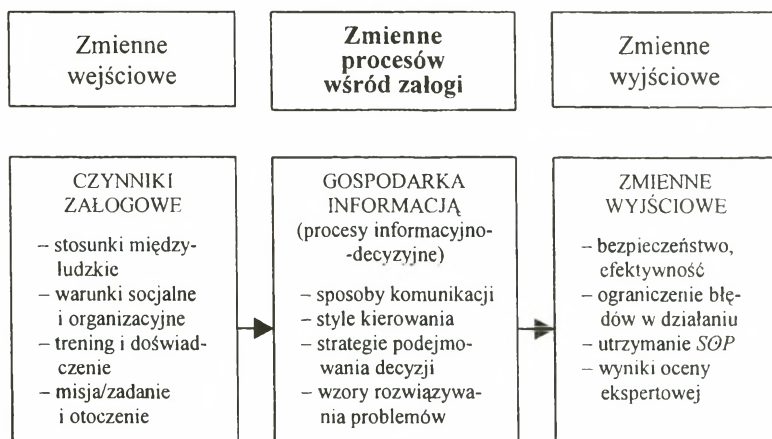 Zmienne
wejściowe
Zmienne
procesów
wśród załogi
Zmienne
wyjściowe
CZYNNIKI
ZAŁOGOWE
– stosunki między-
ludzkie
– warunki socjalne
i organizacyjne
– trening i doświad-
czenie
– misja/zadanie
i otoczenie
GOSPODARKA
INFORMACJĄ
(procesy informacyjno-
-decyzyjne)
– sposoby komunikacji
– style kierowania
– strategie podejmo-
wania decyzji
– wzory rozwiązywa-
nia problemów
ZMIENNE
WYJŚCIOWE
– bezpieczeństwo,
efektywność
– ograniczenie błę-
dów w działaniu
– utrzymanie SOP
– wyniki oceny
ekspertowej